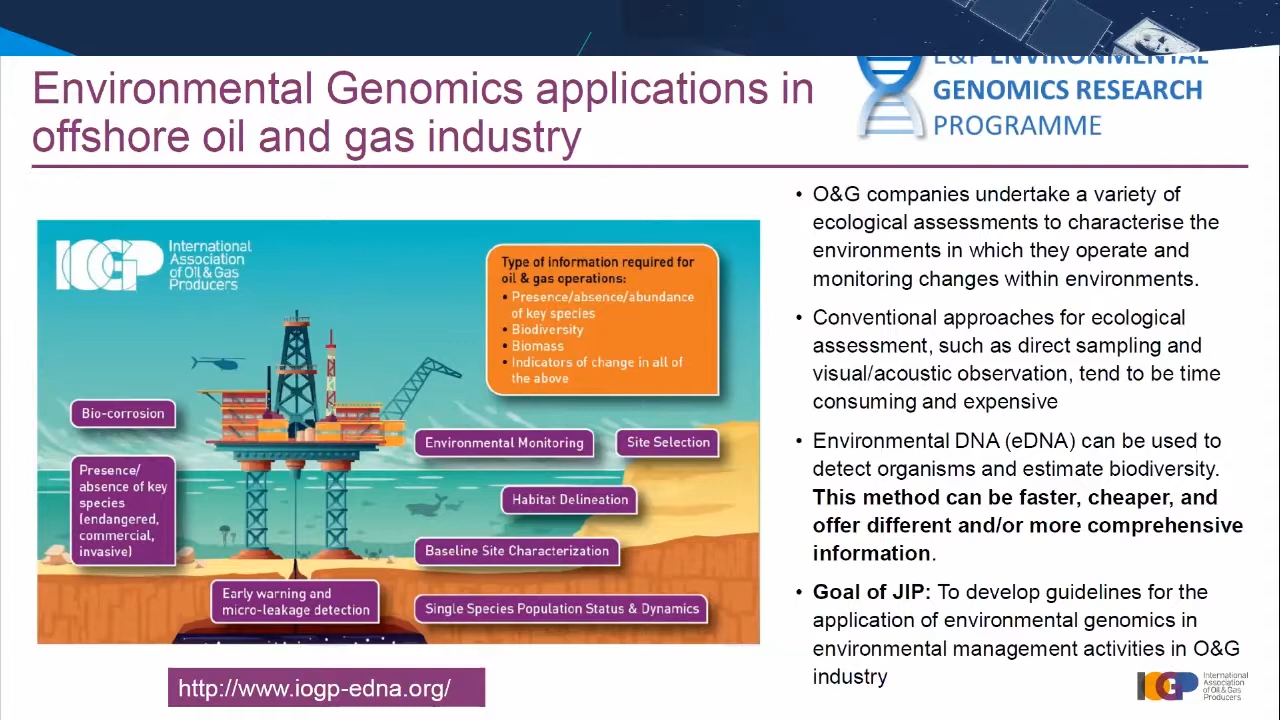 E&P ENVIRONMENTAL
GENOMICS RESEARCH
PROGRAMME
Environmental Genomics applications in
offshore oil and gas industry
IOGP
International
Association
of Oil & Gas
Producers
Type of information required for
oil & gas operations:
• Presence/absence/abundance
of key species
• Biodiversity
• Biomass
• Indicators of change in all of
the above
Bio-corrosion
Environmental Monitoring
Site Selection
Presence/
absence of key
species
(endangered,
commercial,
invasive)
Habitat Delineation
Baseline Site Characterization
Early warning and
micro-leakage detection
Single Species Population Status & Dynamics
http://www.iogp-edna.org/
• O&G companies undertake a variety of
ecological assessments to characterise the
environments in which they operate and
monitoring changes within environments.
• Conventional approaches for ecological
assessment, such as direct sampling and
visual/acoustic observation, tend to be time
consuming and expensive
• Environmental DNA (eDNA) can be used to
detect organisms and estimate biodiversity.
This method can be faster, cheaper, and
offer different and/or more comprehensive
information.
• Goal of JIP: To develop guidelines for the
application of environmental genomics in
environmental management activities in O&G
industry
IOGP
International
Association
of Oil & Gas
Producers